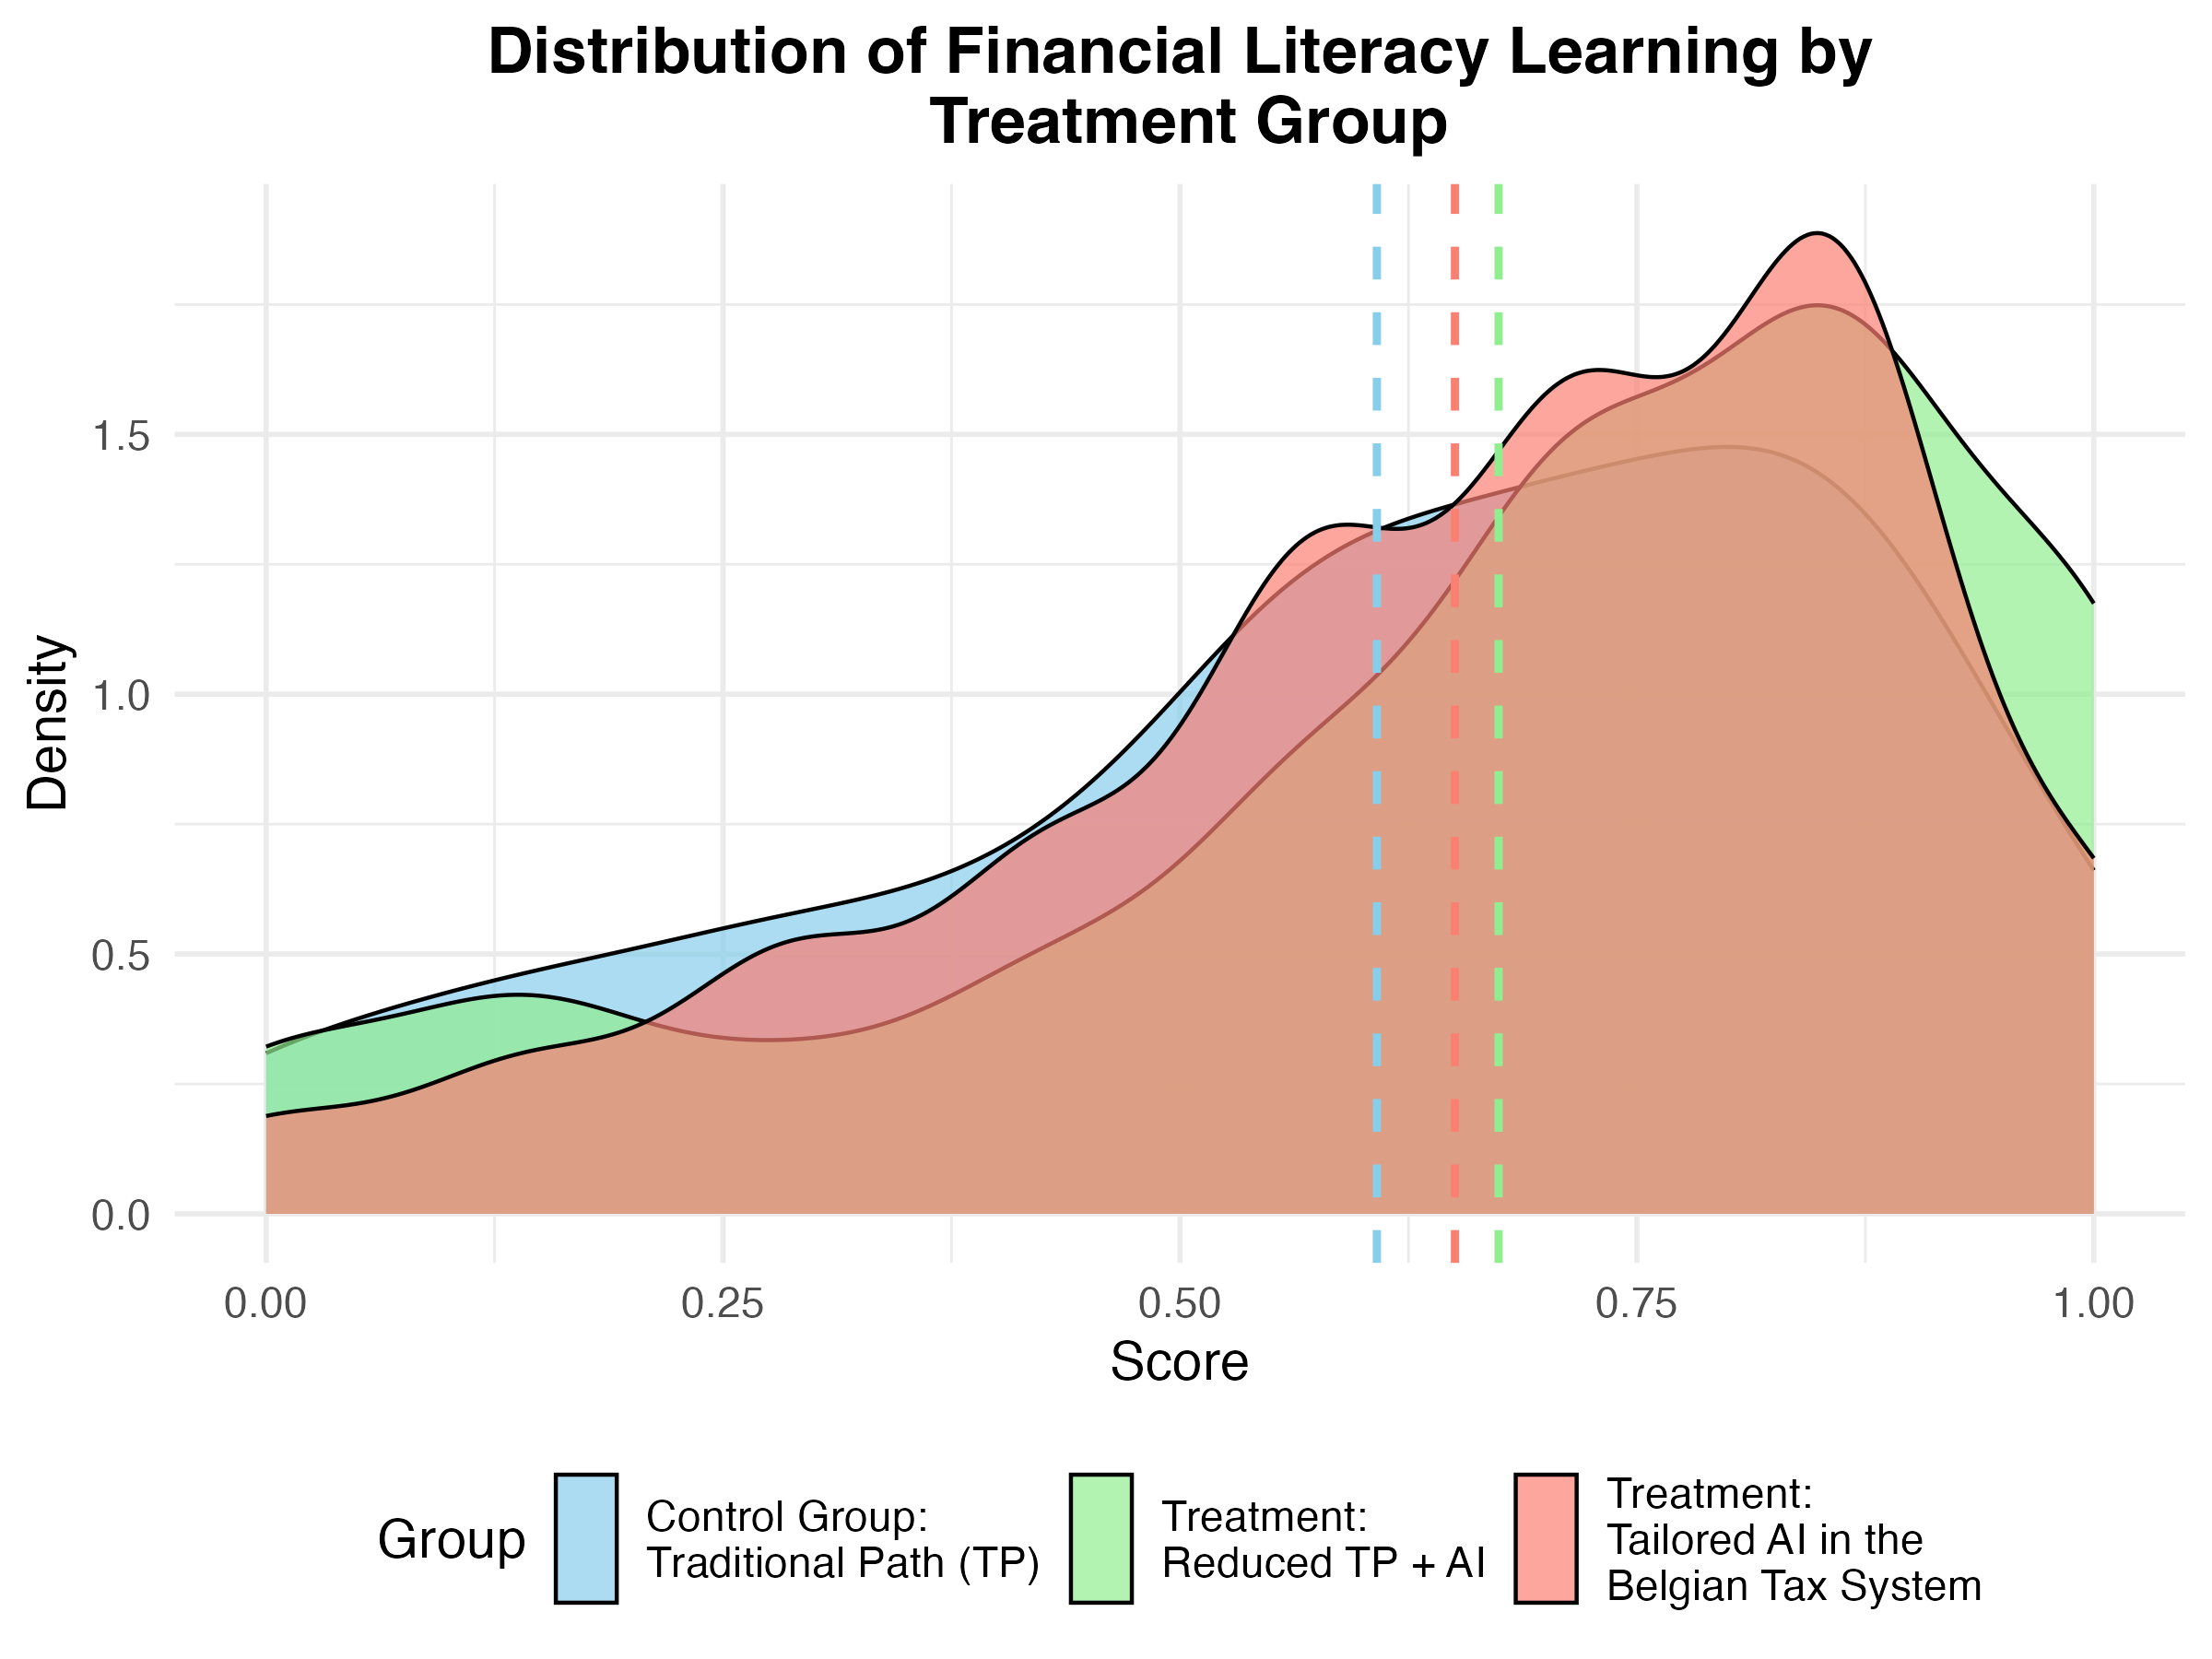 Distribution of Financial Literacy Learning by
Treatment Group
Density
1.5
1.0
0.5
0.0
0.00 0.25 0.50 0.75 1.00
Score
Group
Control Group:
Traditional Path (TP)
Treatment:
Reduced TP + AI
Treatment:
Tailored AI in the
Belgian Tax System